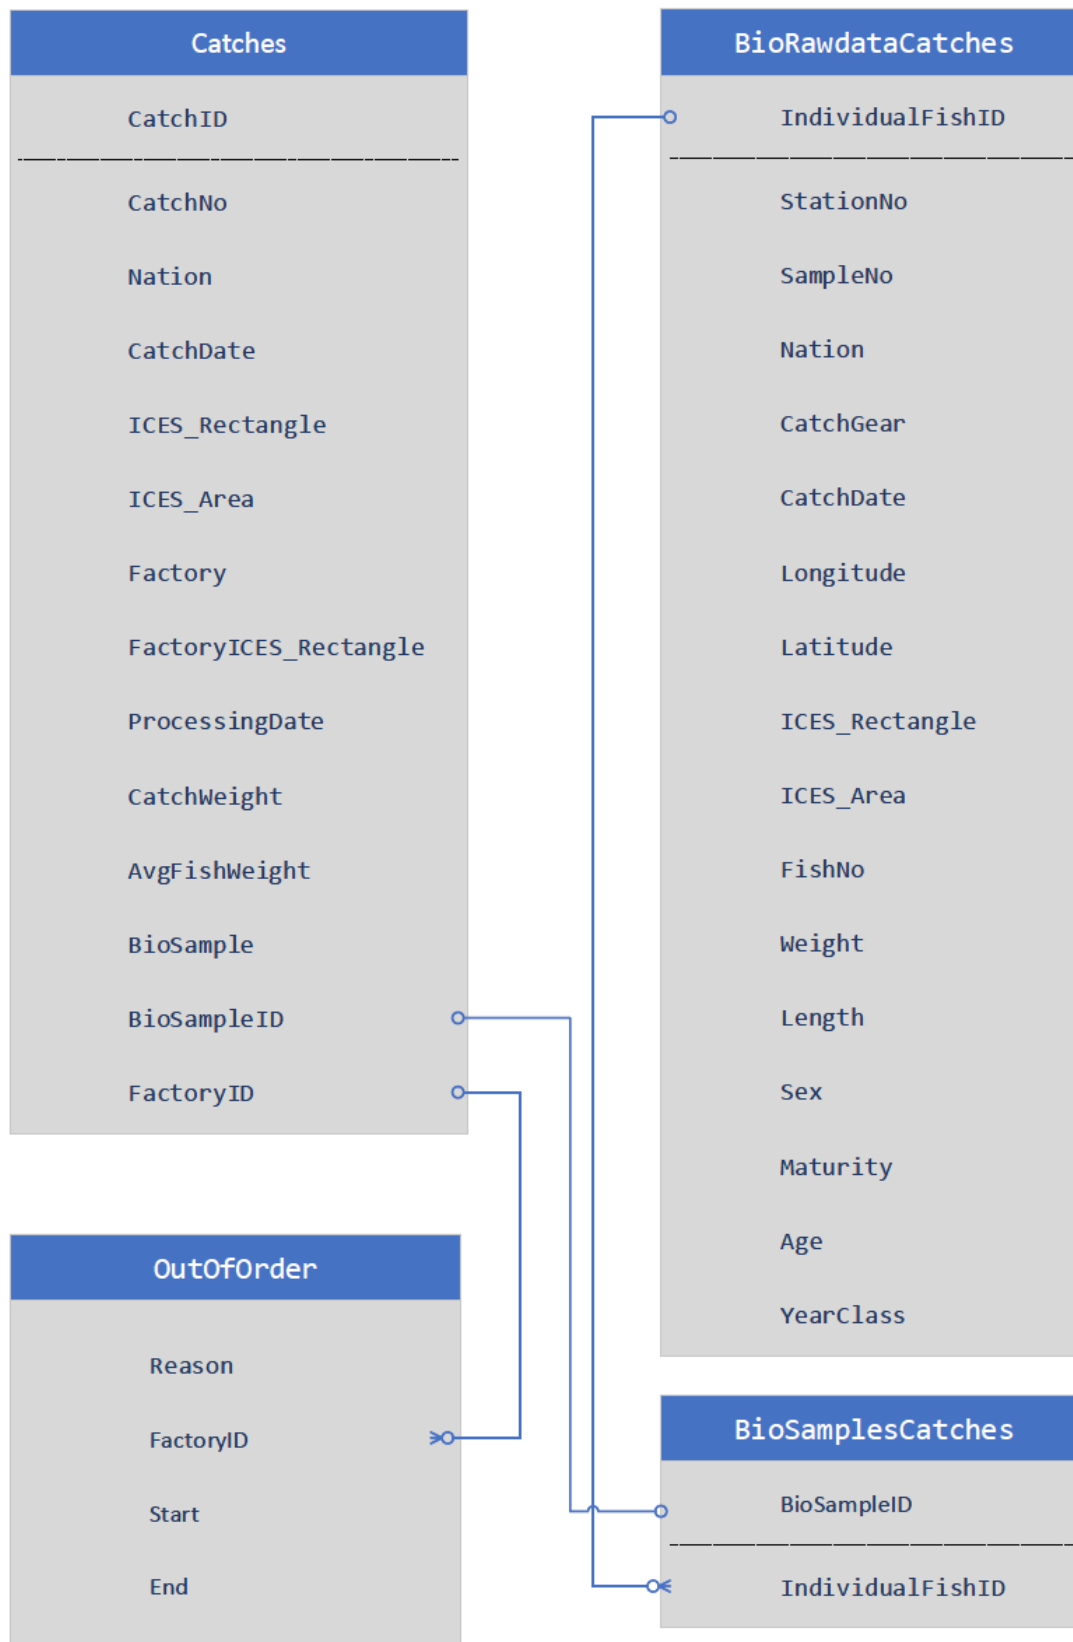 Catches
CatchID
CatchNo
Nation
CatchDate
ICES_Rectangle
ICES_Area
Factory
FactoryICES_Rectangle
ProcessingDate
CatchWeight
AvgFishWeight
BioSample
BioSampleID
FactoryID
OutOfOrder
Reason
FactoryID
Start
End
BioRawdataCatches
IndividualFishID
StationNo
SampleNo
Nation
CatchGear
CatchDate
Longitude
Latitude
ICES_Rectangle
ICES_Area
FishNo
Weight
Length
Sex
Maturity
Age
YearClass
BioSamplesCatches
BioSampleID
IndividualFishID